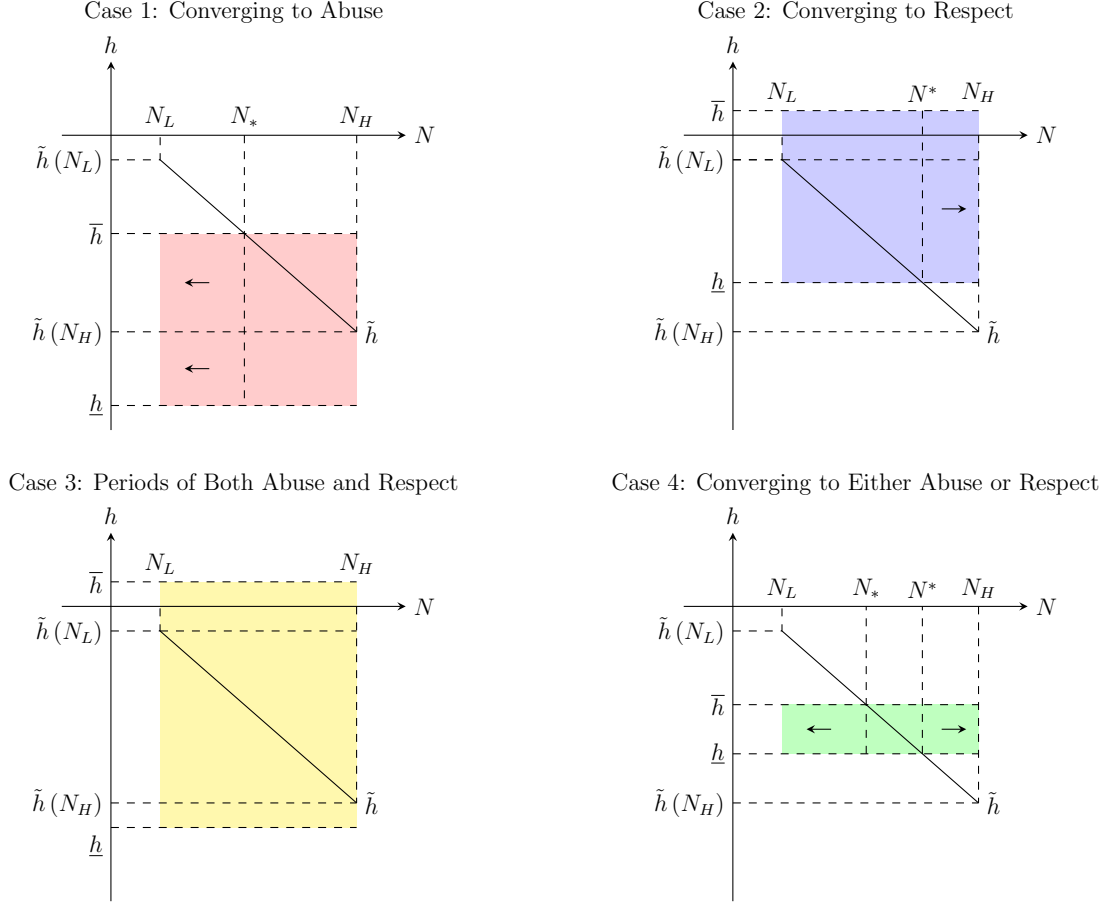 Case 1: Converging to Abuse
h
N_L N_* N_H
N
h̃ (N_L)
h̅
h̃ (N_H)
h̃
h̲
Case 2: Converging to Respect
h
N_L N^* N_H
h̅
N
h̃ (N_L)
h̲
h̃ (N_H)
h̃
Case 3: Periods of Both Abuse and Respect
h
N_L N_H
h̅
N
h̃ (N_L)
h̃ (N_H)
h̃
h̲
Case 4: Converging to Either Abuse or Respect
h
N_L N_* N^* N_H
N
h̃ (N_L)
h̅
h̲
h̃ (N_H)
h̃